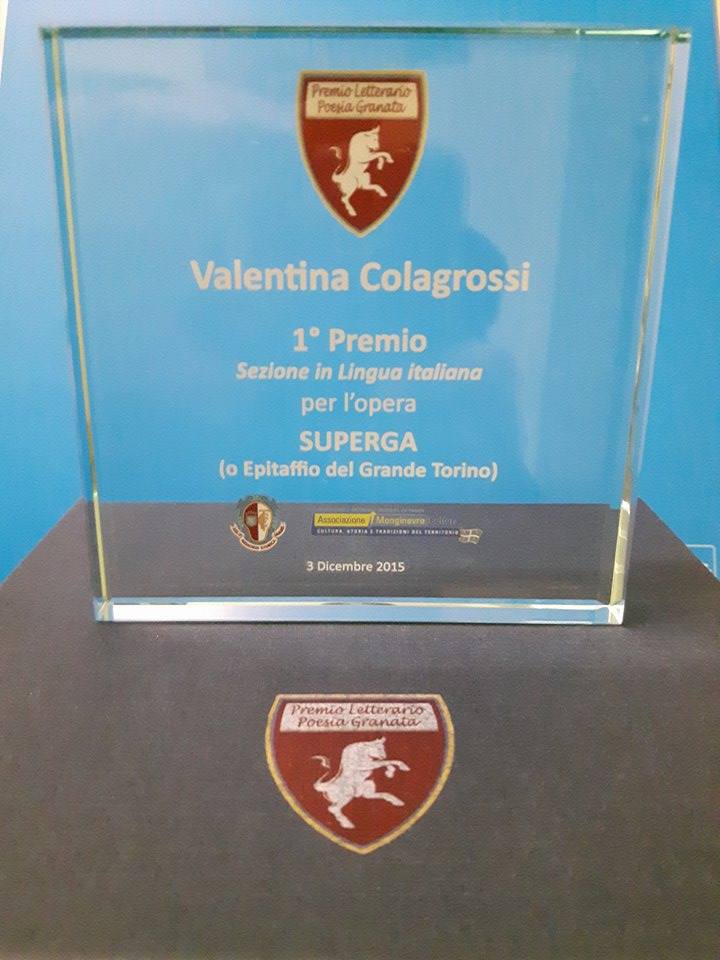 Premio Letterario
Poesia Granata
Valentina Colagrossi
1° Premio
Sezione in Lingua italiana
per l'opera
SUPERGA
(o Epitaffio del Grande Torino)
Associazione Monginevro
CULTURA, STORIA E TRADIZIONI DEL TERRITORIO
3 Dicembre 2015
Premio Letterario
Poesia Granata